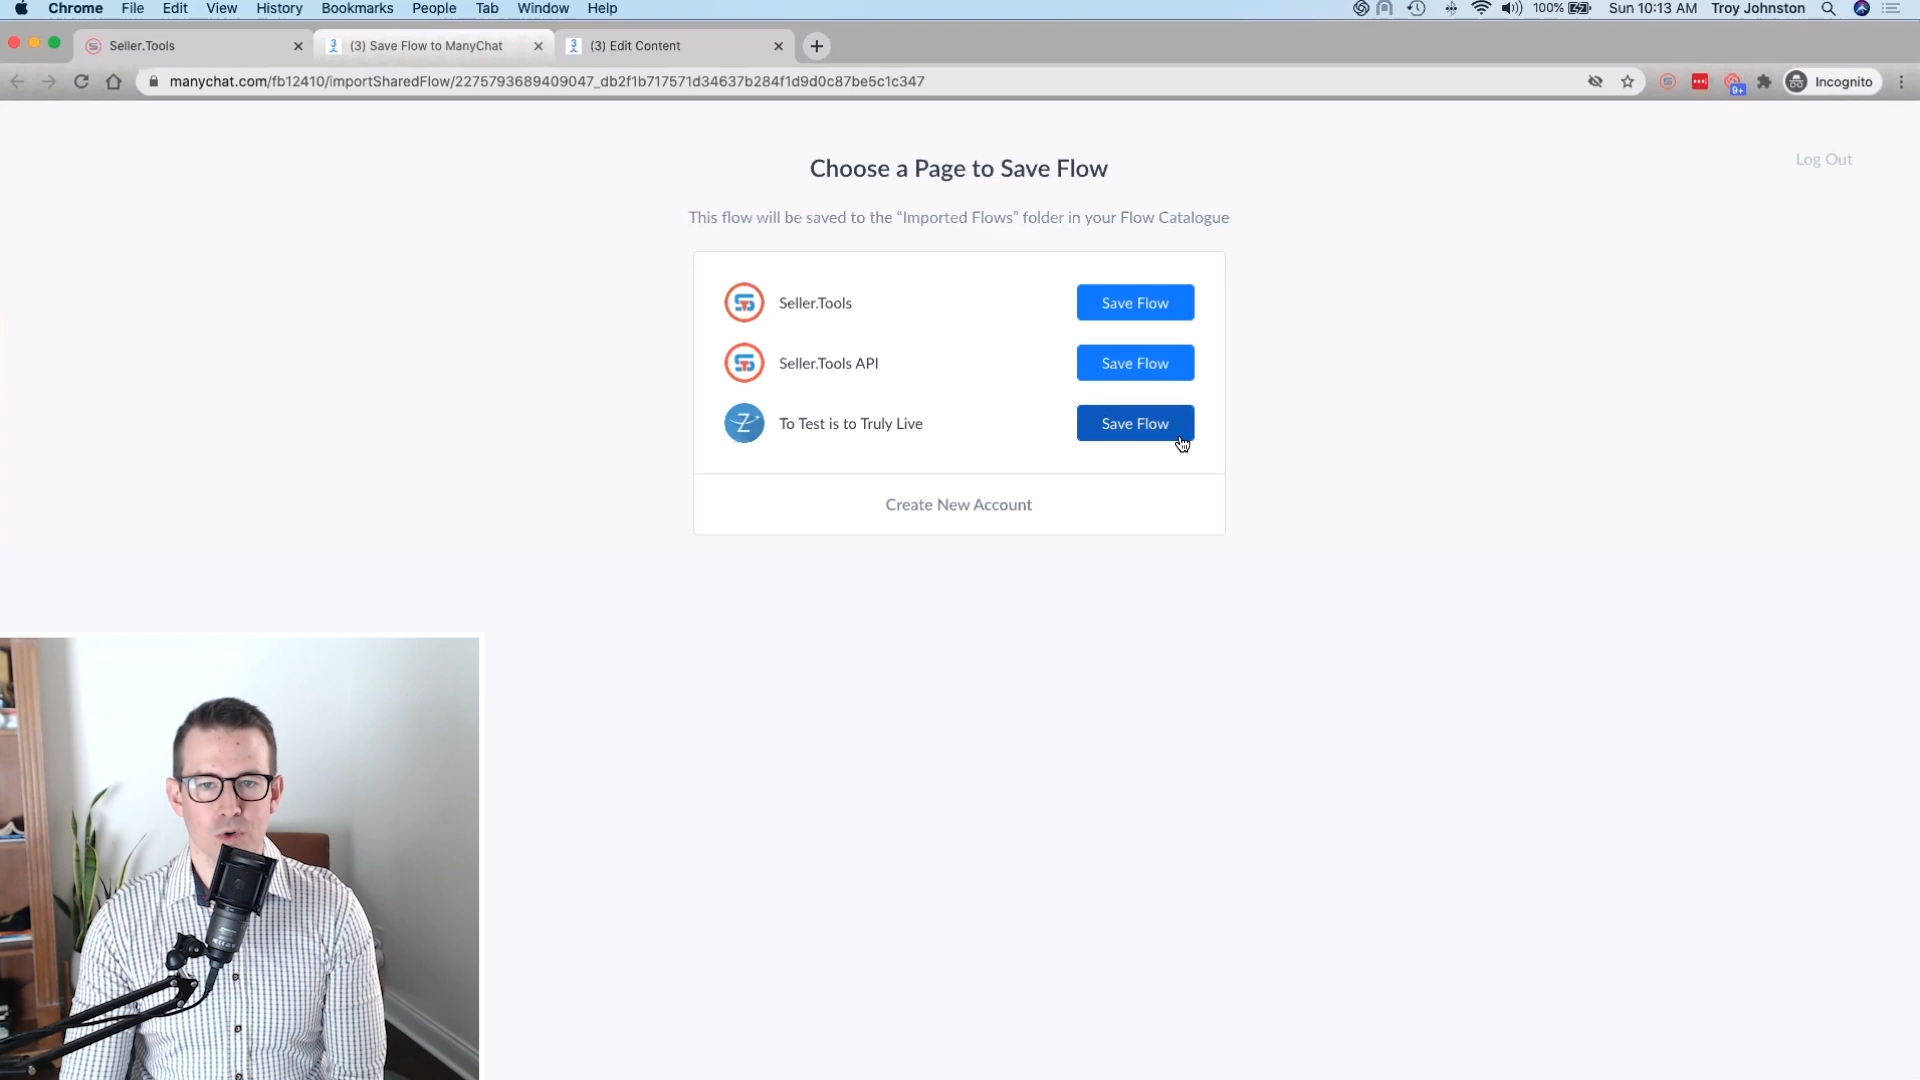 Chrome File Edit View History Bookmarks People Tab Window Help 100% Sun 10:13 AM Troy Johnston
Seller.Tools (3) Save Flow to ManyChat (3) Edit Content
manychat.com/fb12410/importSharedFlow/2275793689409047_db2f1b717571d34637b284f1d9d0c87be5c1c347 9+ Incognito
Log Out
Choose a Page to Save Flow
This flow will be saved to the “Imported Flows” folder in your Flow Catalogue
Seller.Tools Save Flow
Seller.Tools API Save Flow
Z To Test is to Truly Live Save Flow
Create New Account